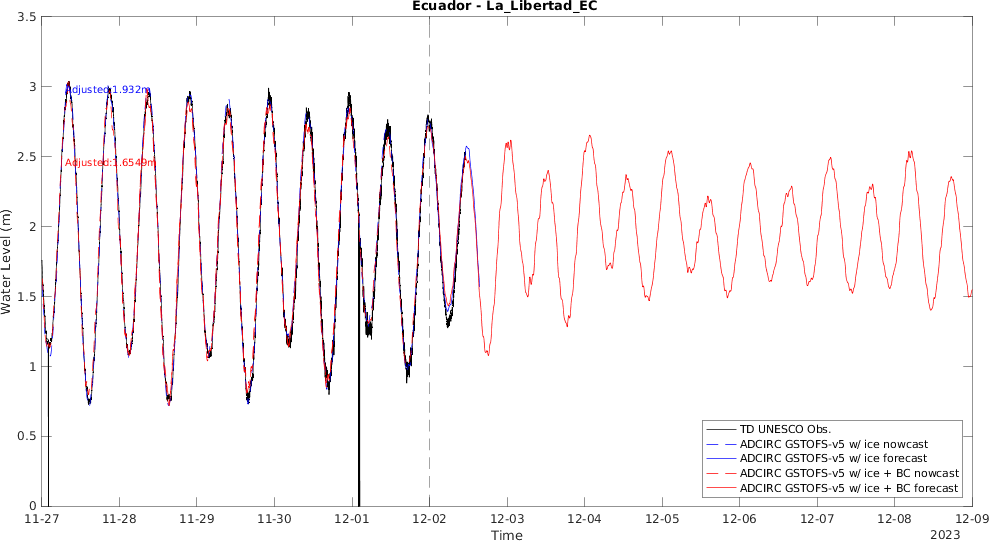 Ecuador - La_Libertad_EC
3.5
3
2.5
2
1.5
1
0.5
0
Water Level (m)
Adjusted:1.932m
Adjusted:1.6549m
TD UNESCO Obs.
ADCIRC GSTOFS-v5 w/ ice nowcast
ADCIRC GSTOFS-v5 w/ ice forecast
ADCIRC GSTOFS-v5 w/ ice + BC nowcast
ADCIRC GSTOFS-v5 w/ ice + BC forecast
11-27 11-28 11-29 11-30 12-01 12-02 12-03 12-04 12-05 12-06 12-07 12-08 12-09
Time
2023